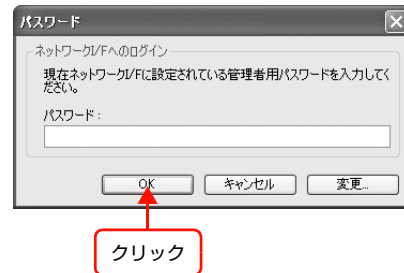 パスワード
ネットワークI/Fへのログイン
現在ネットワークI/Fに設定されている管理者用パスワードを入力してく
ださい。
パスワード：
OK
キャンセル
変更...
クリック